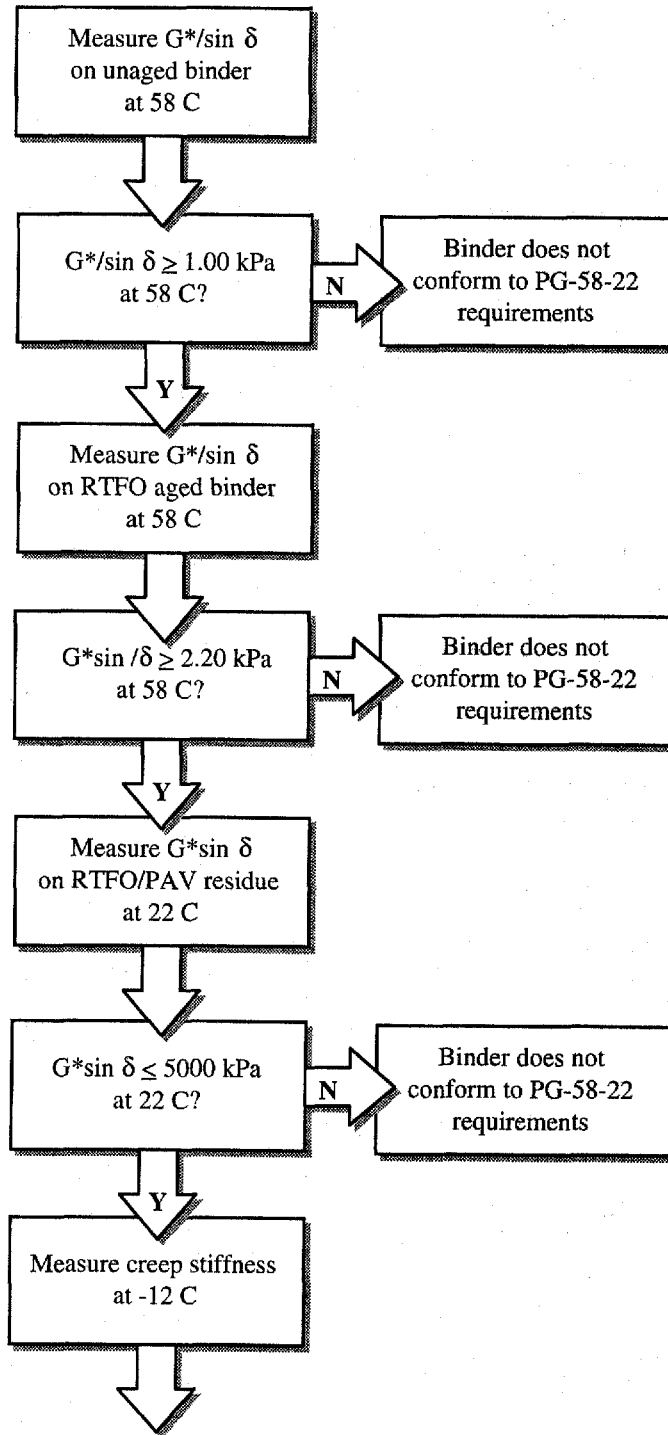 Measure G*/sin δ
on unaged binder
at 58 C
G*/sin δ ≥ 1.00 kPa
at 58 C?
N
Binder does not
conform to PG-58-22
requirements
Y
Measure G*/sin δ
on RTFO aged binder
at 58 C
G*sin /δ ≥ 2.20 kPa
at 58 C?
N
Binder does not
conform to PG-58-22
requirements
Y
Measure G*sin δ
on RTFO/PAV residue
at 22 C
G*sin δ ≤ 5000 kPa
at 22 C?
N
Binder does not
conform to PG-58-22
requirements
Y
Measure creep stiffness
at -12 C